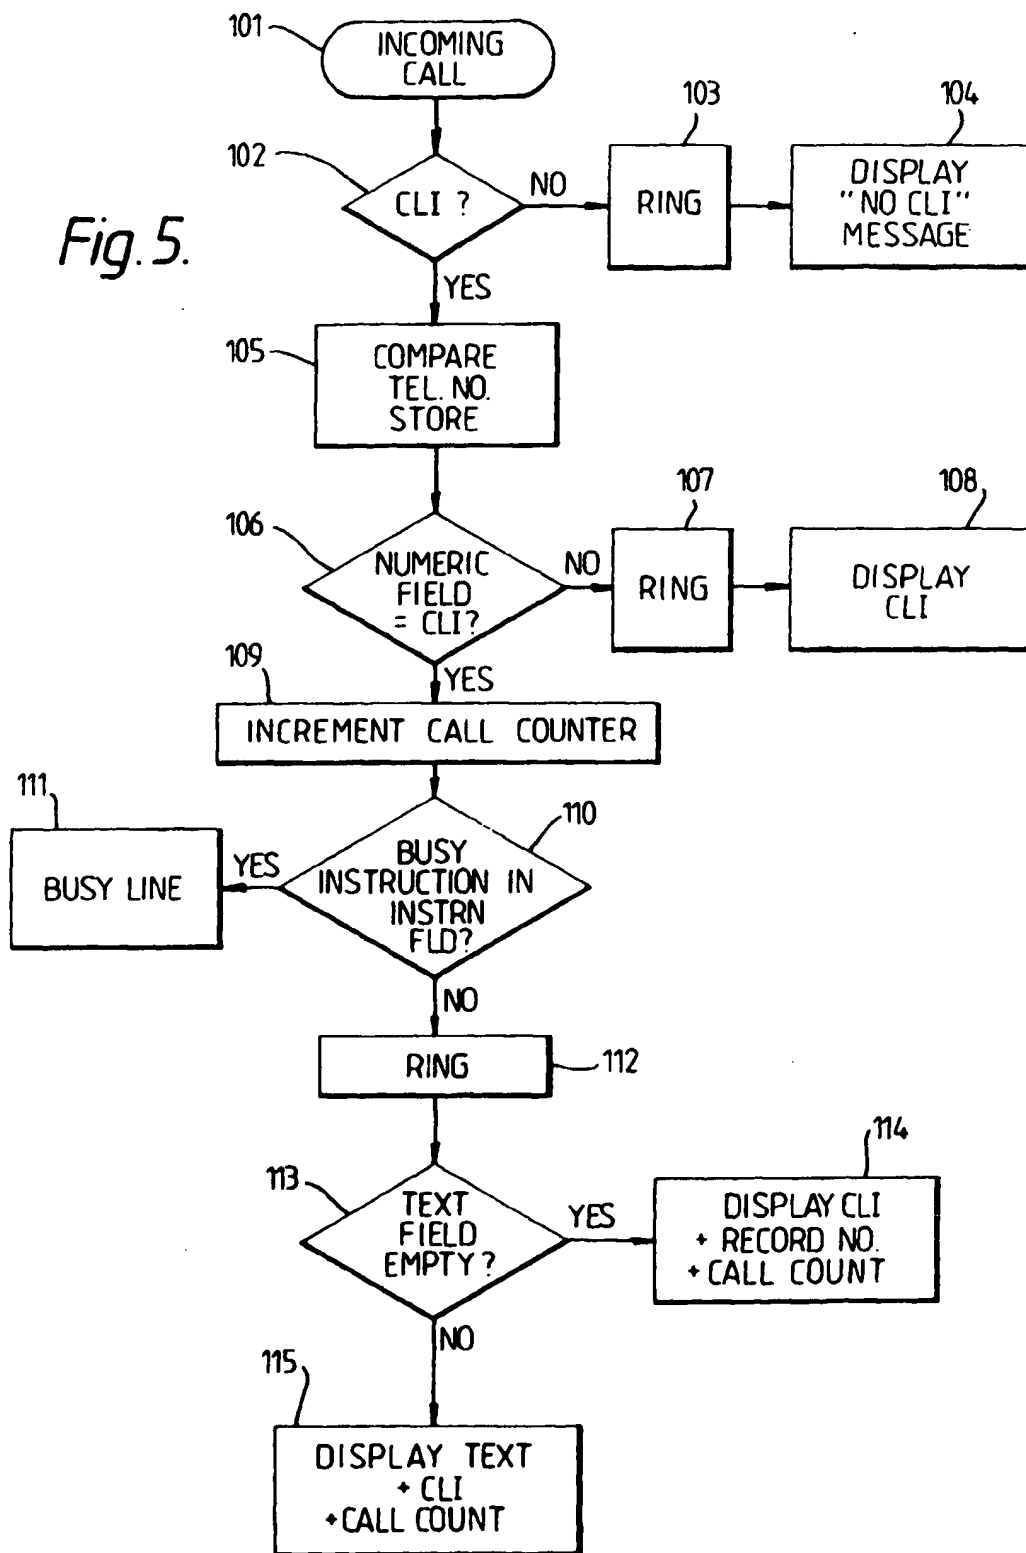 101
INCOMING
CALL
102
CLI ?
NO
103
RING
104
DISPLAY
"NO CLI"
MESSAGE
Fig. 5.
YES
105
COMPARE
TEL. NO.
STORE
106
NUMERIC
FIELD
= CLI?
NO
107
RING
108
DISPLAY
CLI
YES
109
INCREMENT CALL COUNTER
110
BUSY
INSTRUCTION IN
INSTRN
FLD?
YES
111
BUSY LINE
NO
RING
112
113
TEXT
FIELD
EMPTY?
YES
114
DISPLAY CLI
+ RECORD NO.
+ CALL COUNT
NO
115
DISPLAY TEXT
+ CLI
+ CALL COUNT